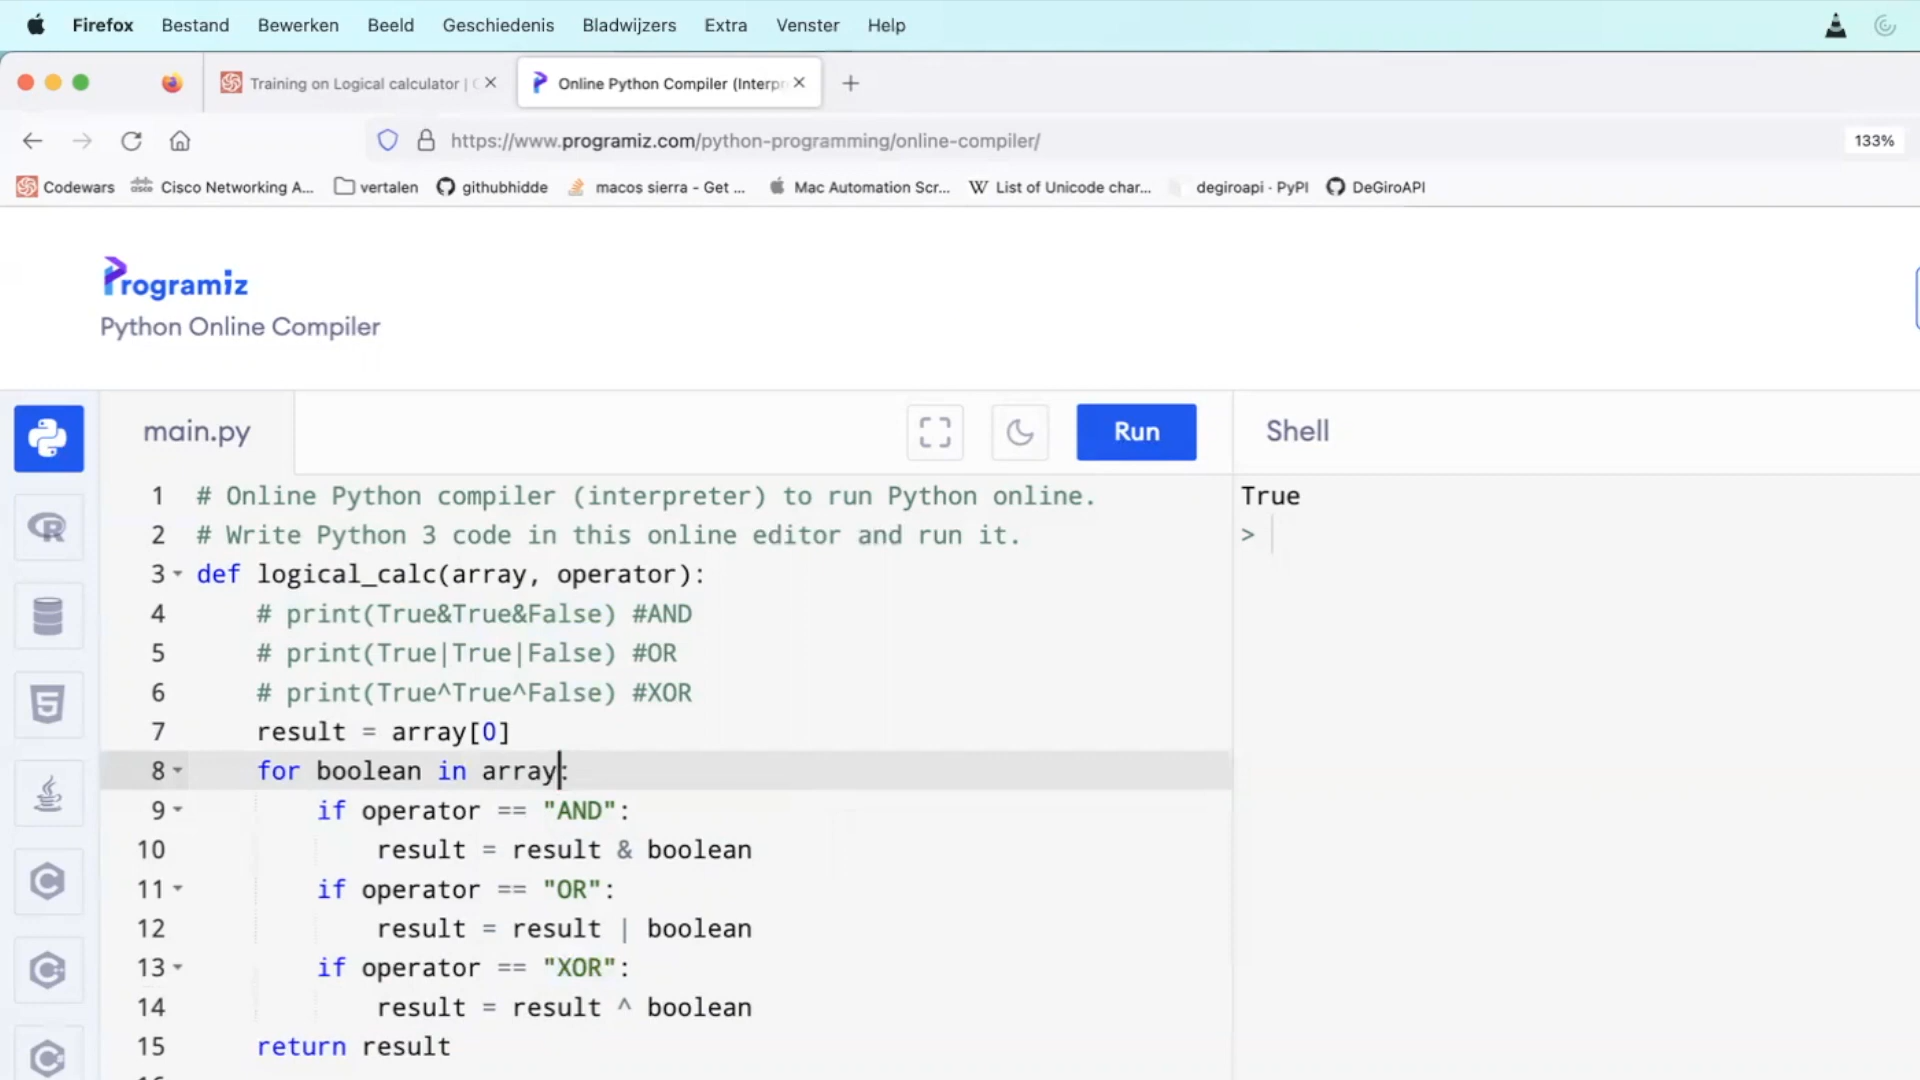 Firefox Bestand Bewerken Beeld Geschiedenis Bladwijzers Extra Venster Help
Training on Logical calculator | Online Python Compiler (Interpr
https://www.programiz.com/python-programming/online-compiler/ 133%
Codewars Cisco Networking A... vertalen githubhidde macos sierra - Get ... Mac Automation Scr... List of Unicode char... degiroapi · PyPI DeGiroAPI
Programiz
Python Online Compiler
main.py Run Shell
1 # Online Python compiler (interpreter) to run Python online.
2 # Write Python 3 code in this online editor and run it.
3 def logical_calc(array, operator):
4 # print(True&True&False) #AND
5 # print(True|True|False) #OR
6 # print(True^True^False) #XOR
7 result = array[0]
8 for boolean in array:
9 if operator == "AND":
10 result = result & boolean
11 if operator == "OR":
12 result = result | boolean
13 if operator == "XOR":
14 result = result ^ boolean
15 return result
True
>